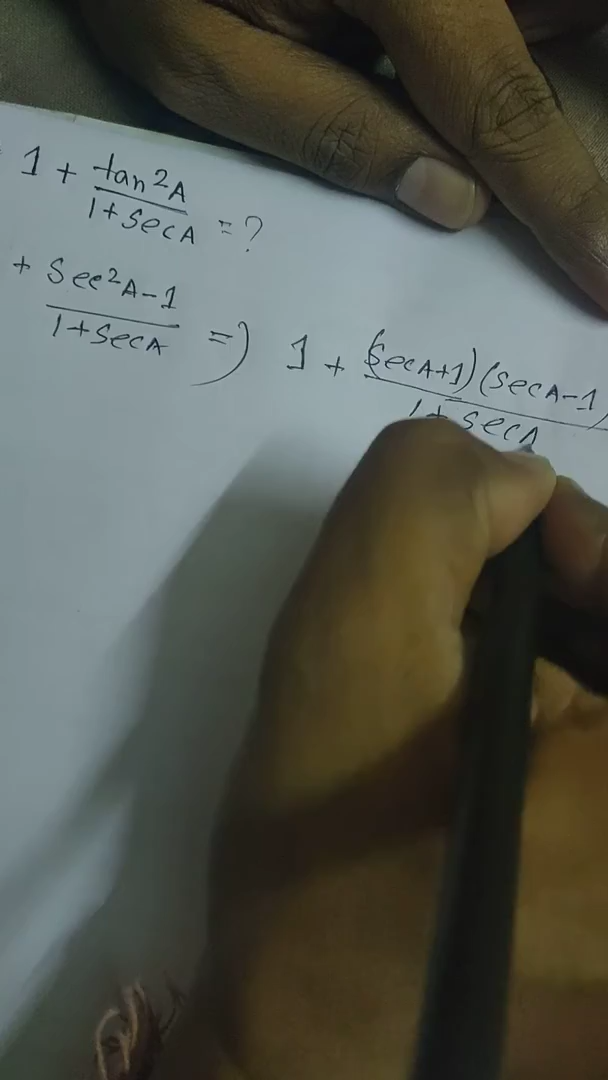 1 + tan²A / 1+secA = ?
+ Sec²A-1 / 1+secA => 1 + (SecA+1)(secA-1) / 1+secA